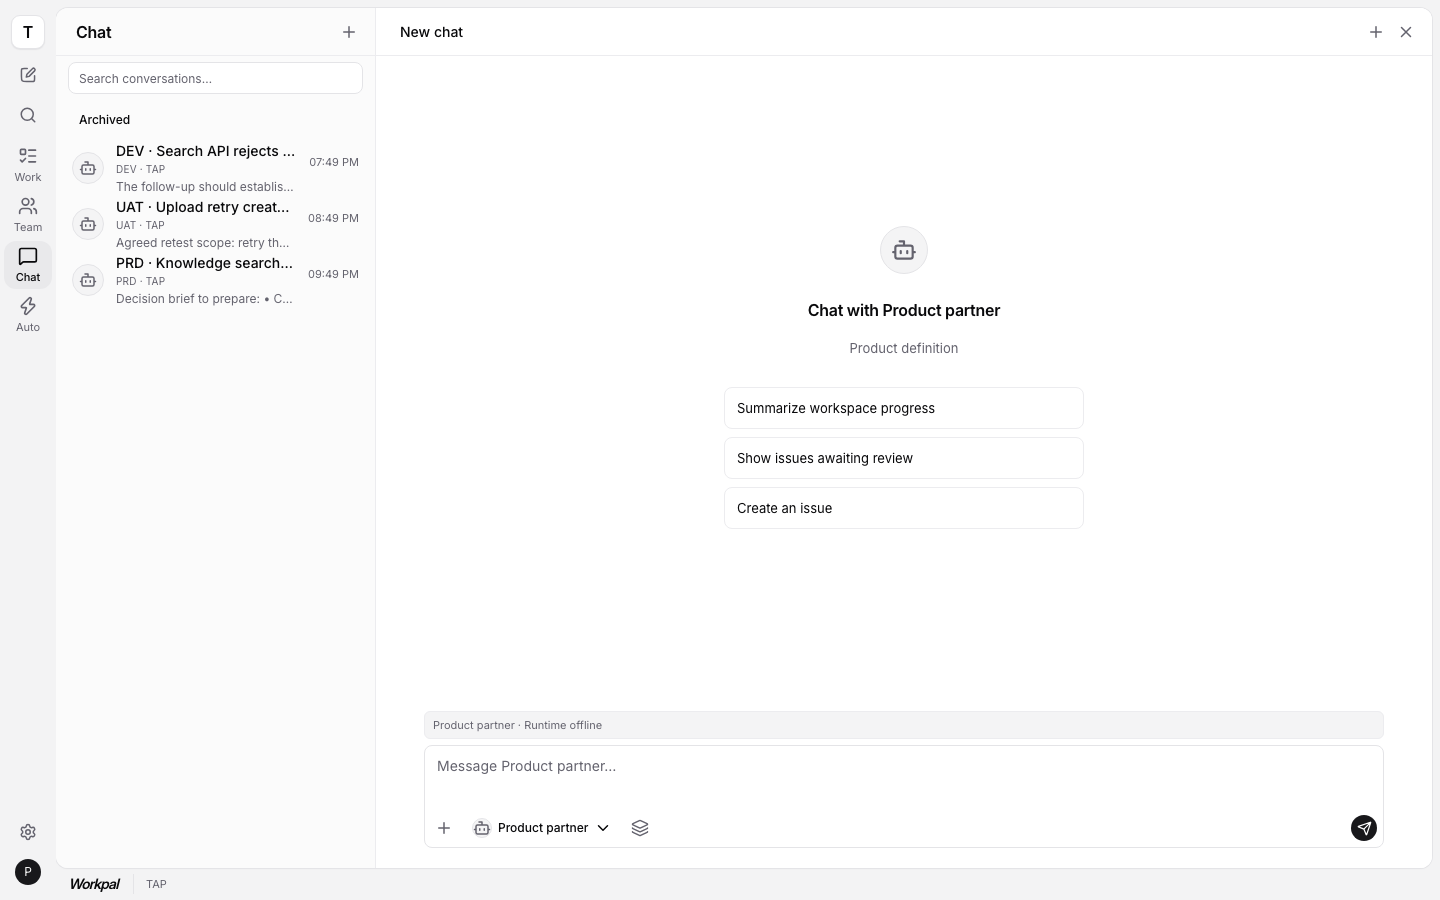 T
Chat
New chat
Search conversations...
Work
Team
Chat
Auto
Archived
DEV · Search API rejects ...
DEV · TAP
The follow-up should establis...
07:49 PM
UAT · Upload retry creat...
UAT · TAP
Agreed retest scope: retry th...
08:49 PM
PRD · Knowledge search...
PRD · TAP
Decision brief to prepare: • C...
09:49 PM
Chat with Product partner
Product definition
Summarize workspace progress
Show issues awaiting review
Create an issue
Product partner · Runtime offline
Message Product partner...
Product partner
P
Workpal
TAP